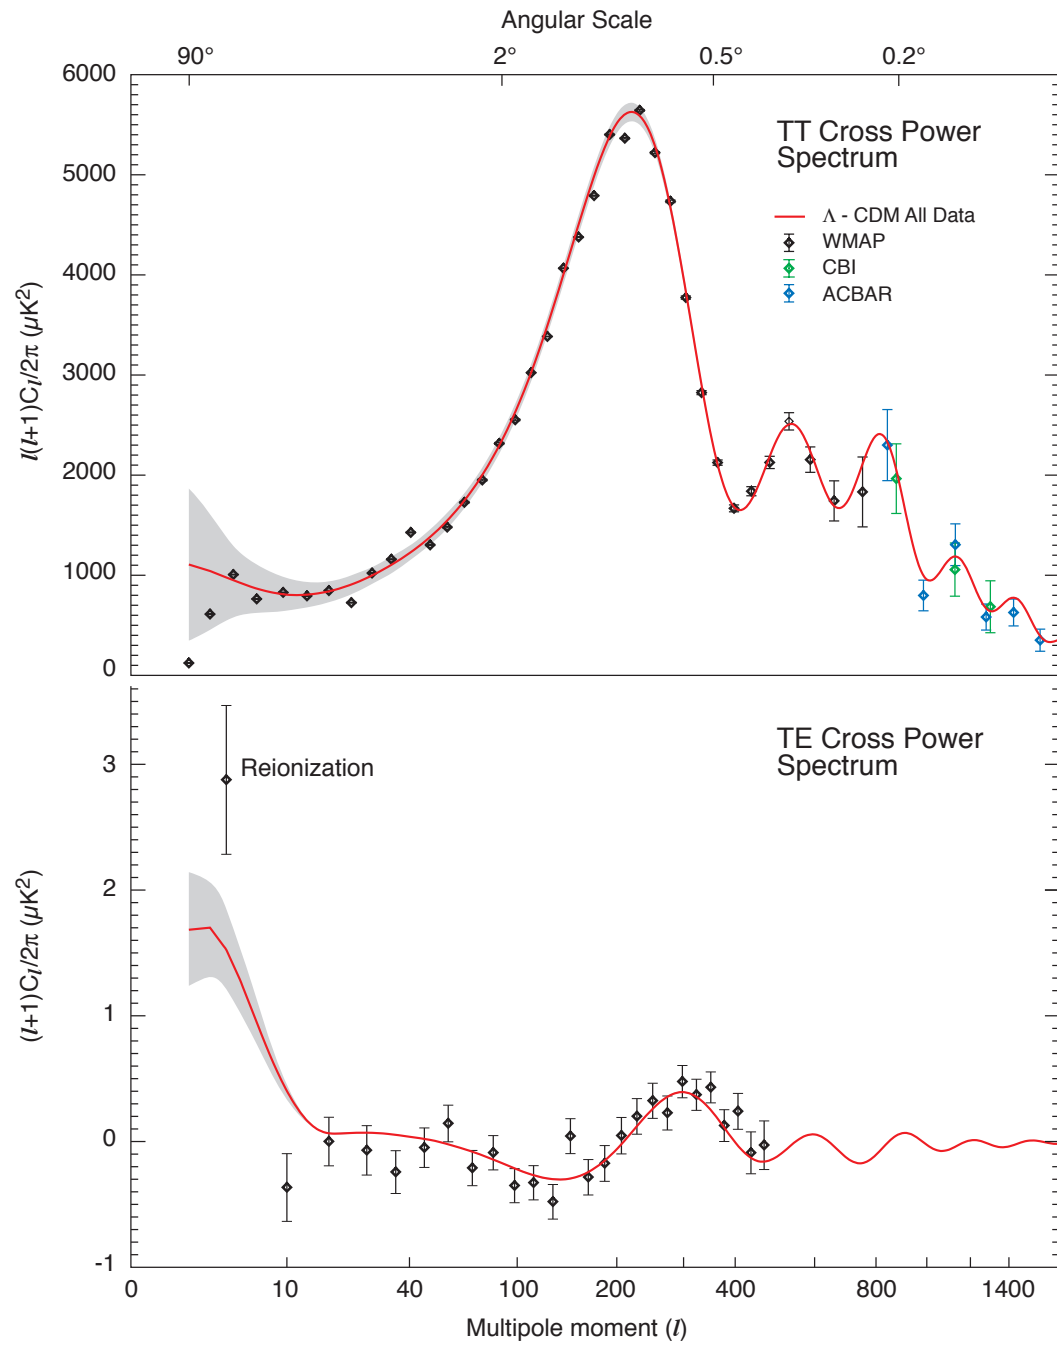 Angular Scale
90° 2° 0.5° 0.2°
6000
5000
4000
3000
2000
1000
0
l(l+1)Cl/2π (μK²)
TT Cross Power
Spectrum
Λ - CDM All Data
WMAP
CBI
ACBAR
3
2
1
0
-1
(l+1)Cl/2π (μK²)
Reionization
TE Cross Power
Spectrum
0 10 40 100 200 400 800 1400
Multipole moment (l)